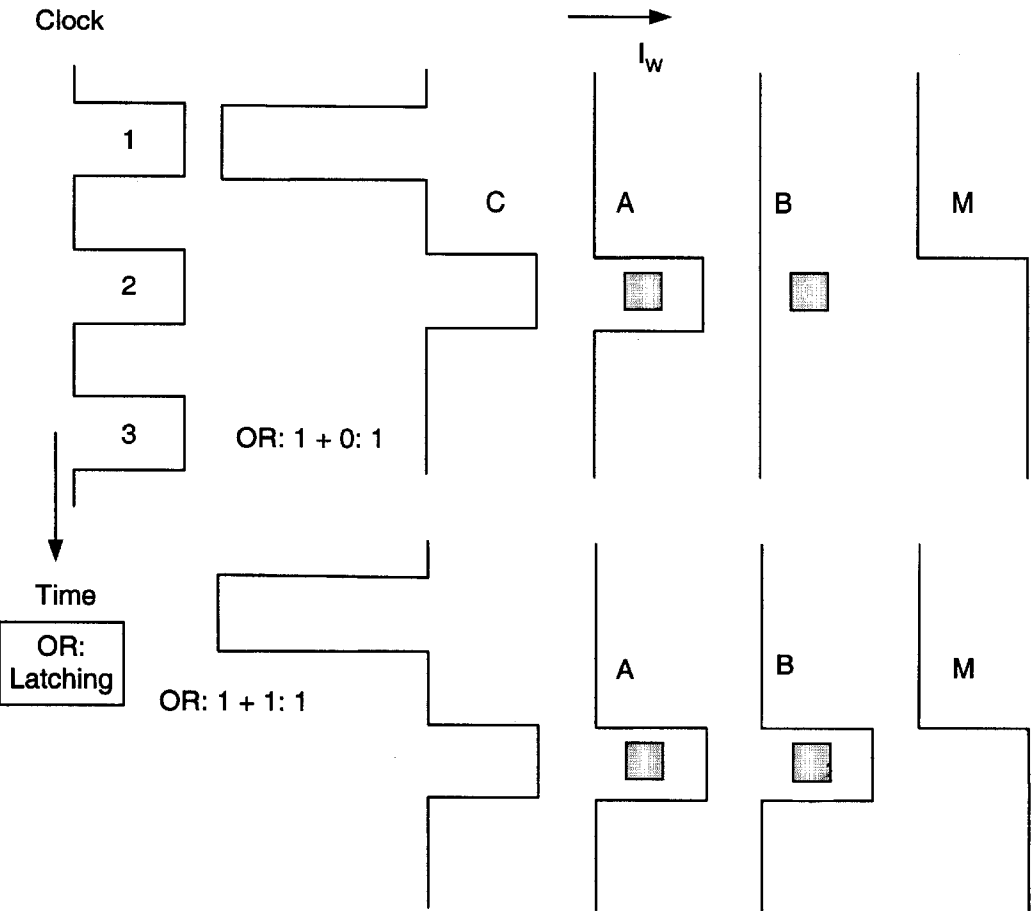 Clock
I_W
1
C
A
B
M
2
3
OR: 1 + 0: 1
Time
OR:
Latching
A
B
M
OR: 1 + 1: 1